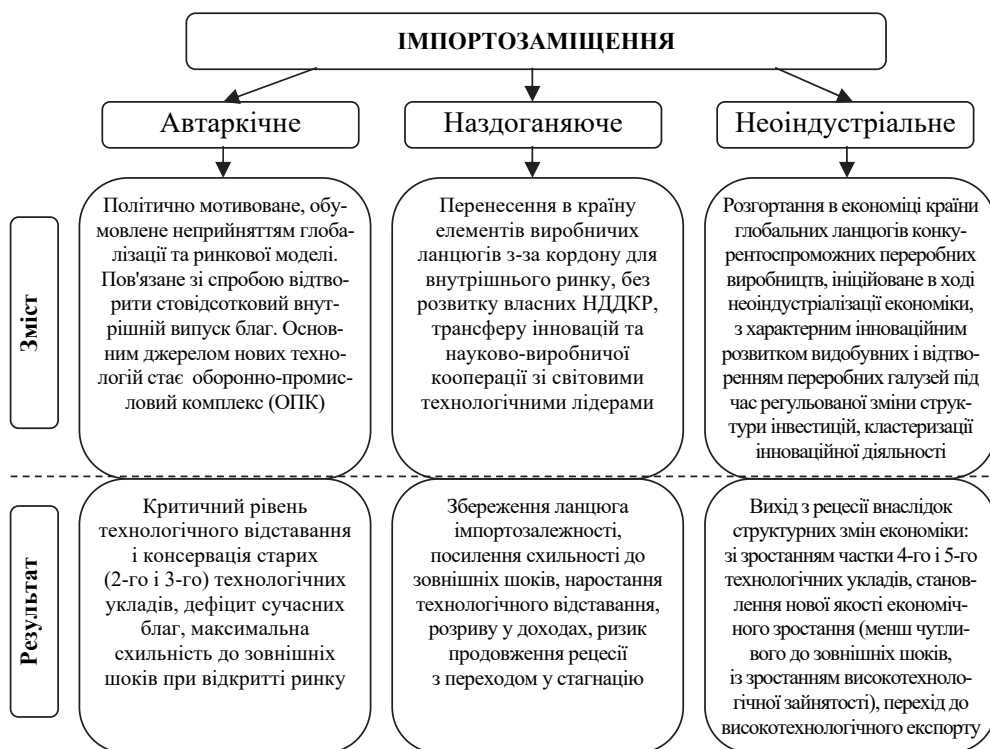 ІМПОРТОЗАМІЩЕННЯ
Автаркічне
Наздоганяюче
Неоіндустріальне
Зміст
Політично мотивоване, обу-
мовлене неприйняттям глоба-
лізації та ринкової моделі.
Пов'язане зі спробою відтво-
рити стовідсотковий внут-
рішній випуск благ. Основ-
ним джерелом нових техно-
логій стає оборонно-промис-
ловий комплекс (ОПК)
Перенесення в країну
елементів виробничих
ланцюгів з-за кордону для
внутрішнього ринку, без
розвитку власних НДДКР,
трансферу інновацій та
науково-виробничої
кооперації зі світовими
технологічними лідерами
Розгортання в економіці країни
глобальних ланцюгів конку-
рентоспроможних переробних
виробництв, ініційоване в ході
неоіндустріалізації економіки,
з характерним інноваційним
розвитком видобувних і відтво-
ренням переробних галузей під
час регульованої зміни струк-
тури інвестицій, кластеризації
інноваційної діяльності
Результат
Критичний рівень
технологічного відставання
і консервація старих
(2-го і 3-го) технологічних
укладів, дефіцит сучасних
благ, максимальна
схильність до зовнішніх
шоків при відкритті ринку
Збереження ланцюга
імпортозалежності,
посилення схильності до
зовнішніх шоків, наростання
технологічного відставання,
розриву у доходах, ризик
продовження рецесії
з переходом у стагнацію
Вихід з рецесії внаслідок
структурних змін економіки:
зі зростанням частки 4-го і 5-го
технологічних укладів, станов-
лення нової якості економіч-
ного зростання (менш чутли-
вого до зовнішніх шоків,
із зростанням високотехноло-
гічної зайнятості), перехід до
високотехнологічного експорту